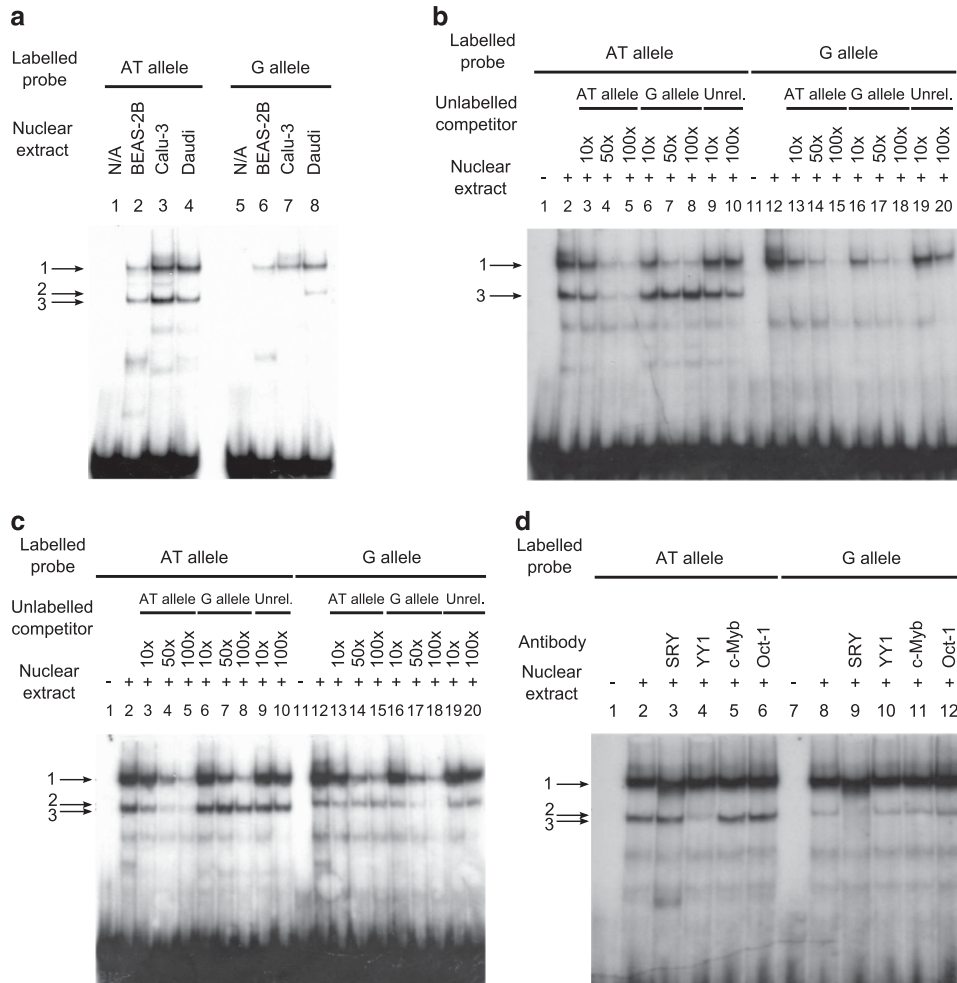 a
Labelled probe
AT allele
G allele
Nuclear extract
N/A BEAS-2B Calu-3 Daudi N/A BEAS-2B Calu-3 Daudi
1 2 3 4 5 6 7 8
1
2
3
b
Labelled probe
AT allele
G allele
Unlabelled competitor
AT allele G allele Unrel. AT allele G allele Unrel.
10x 50x 100x 10x 50x 100x 10x 100x 10x 50x 100x 10x 50x 100x 10x 100x
Nuclear extract
- + + + + + + + + + - + + + + + + + + +
1 2 3 4 5 6 7 8 9 10 11 12 13 14 15 16 17 18 19 20
1
3
c
Labelled probe
AT allele
G allele
Unlabelled competitor
AT allele G allele Unrel. AT allele G allele Unrel.
10x 50x 100x 10x 50x 100x 10x 100x 10x 50x 100x 10x 50x 100x 10x 100x
Nuclear extract
- + + + + + + + + + - + + + + + + + + +
1 2 3 4 5 6 7 8 9 10 11 12 13 14 15 16 17 18 19 20
1
2
3
d
Labelled probe
AT allele
G allele
Antibody
SRY YY1 c-Myb Oct-1 SRY YY1 c-Myb Oct-1
Nuclear extract
- + + + + + - + + + + +
1 2 3 4 5 6 7 8 9 10 11 12
1
2
3